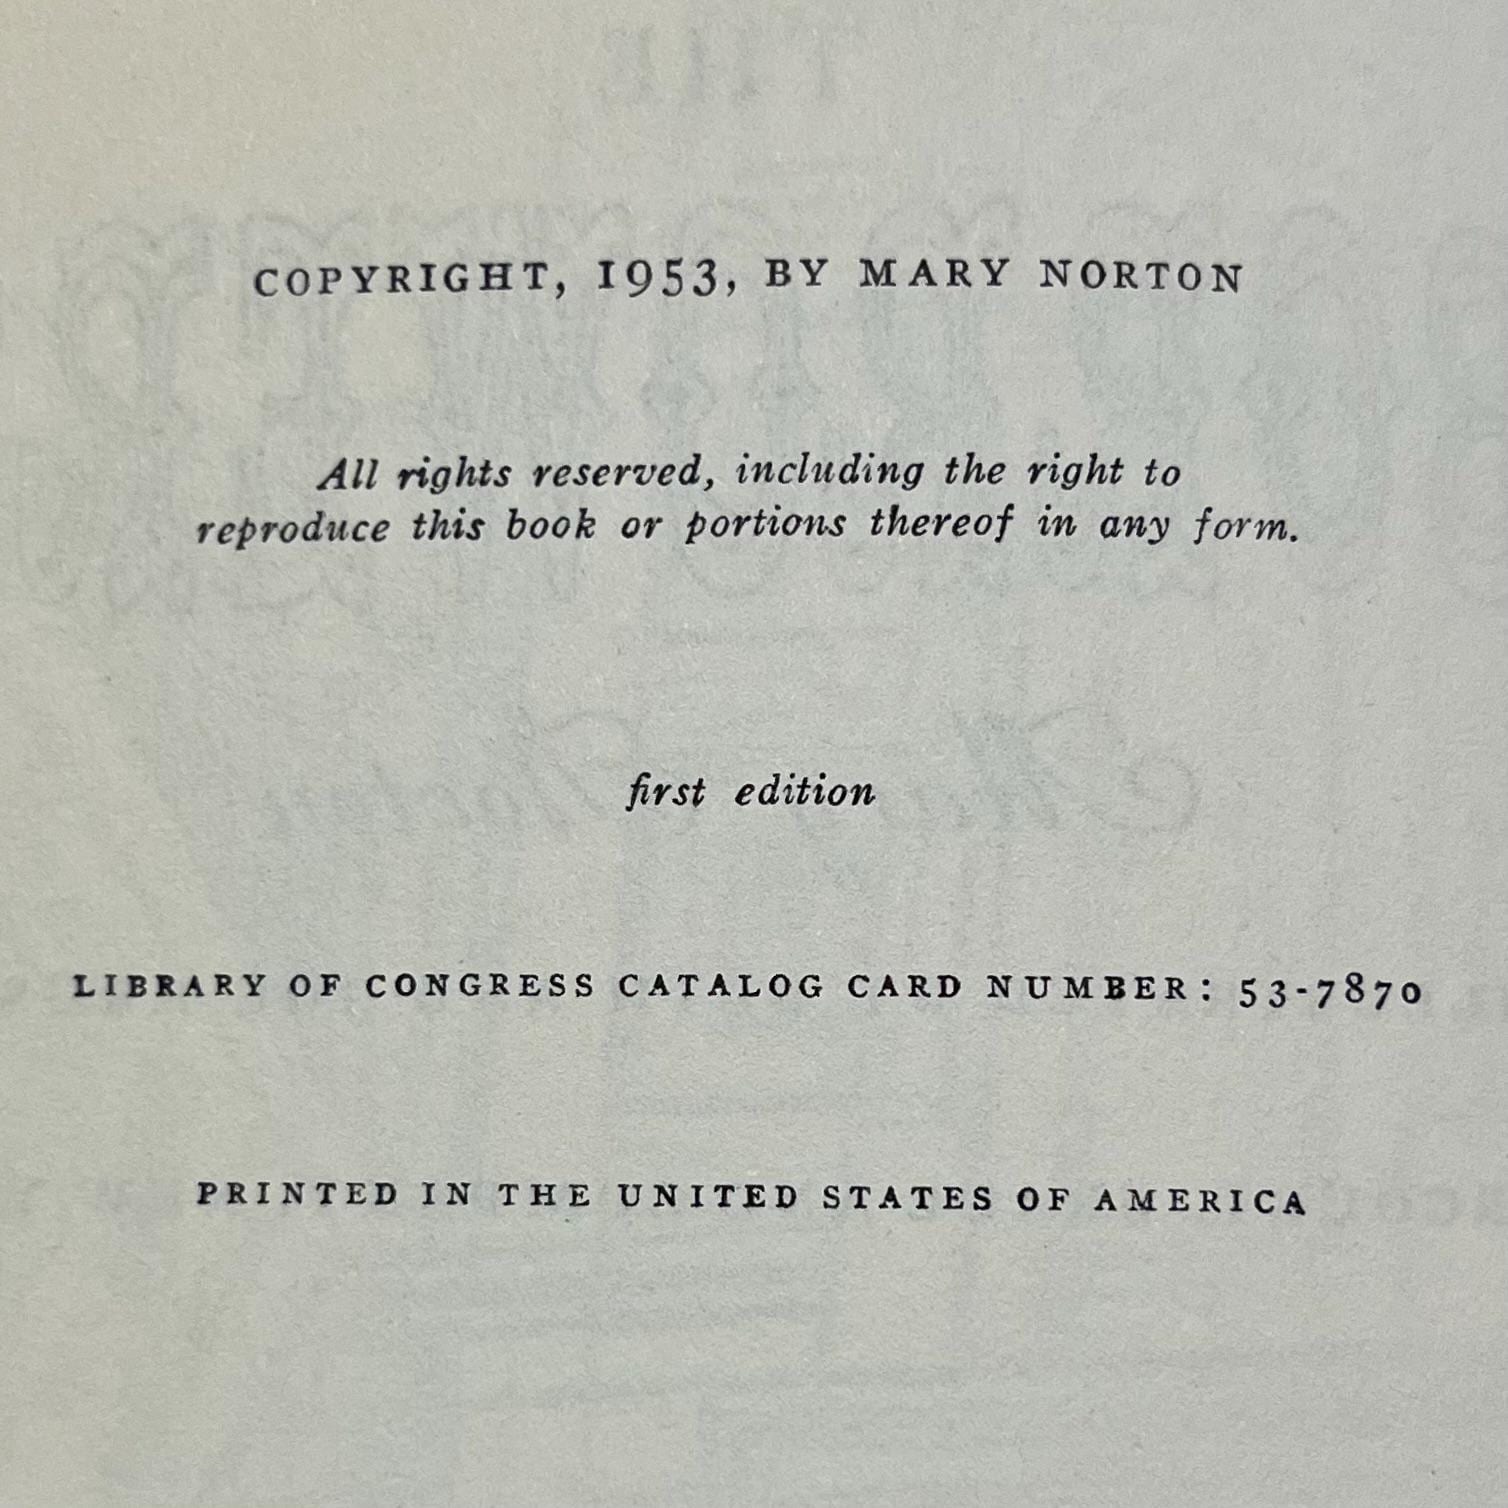 COPYRIGHT, 1953, BY MARY NORTON
All rights reserved, including the right to
reproduce this book or portions thereof in any form.
first edition
LIBRARY OF CONGRESS CATALOG CARD NUMBER: 53-7870
PRINTED IN THE UNITED STATES OF AMERICA